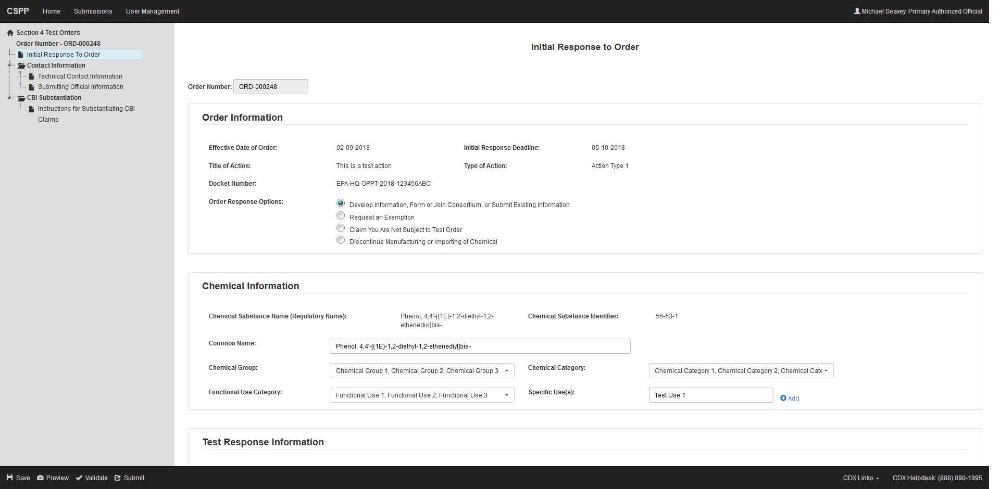 CSPP Home Submissions User Management Michael Seavey, Primary Authorized Official
Section 4 Test Orders
Order Number - ORD-000248
Initial Response To Order
Contact Information
Technical Contact Information
Submitting Official Information
CBI Substantiation
Instructions for Substantiating CBI
Claims
Initial Response to Order
Order Number: ORD-000248
Order Information
Effective Date of Order: 02-09-2018 Initial Response Deadline: 05-10-2018
Title of Action: This is a test action Type of Action: Action Type 1
Docket Number: EPA-HQ-OPPT-2018-123456ABC
Order Response Options:
Develop Information, Form or Join Consortium, or Submit Existing Information
Request an Exemption
Claim You Are Not Subject to Test Order
Discontinue Manufacturing or Importing of Chemical
Chemical Information
Chemical Substance Name (Regulatory Name): Phenol, 4,4'-[(1E)-1,2-diethyl-1,2- Chemical Substance Identifier: 56-53-1
ethenediyl]bis-
Common Name: Phenol, 4,4'-[(1E)-1,2-diethyl-1,2-ethenediyl]bis-
Chemical Group: Chemical Group 1, Chemical Group 2, Chemical Group 3 Chemical Category: Chemical Category 1, Chemical Category 2, Chemical Cate
Functional Use Category: Functional Use 1, Functional Use 2, Functional Use 3 Specific Use(s): Test Use 1 Add
Test Response Information
Save Preview Validate Submit CDX Links CDX Helpdesk: (888) 890-1995